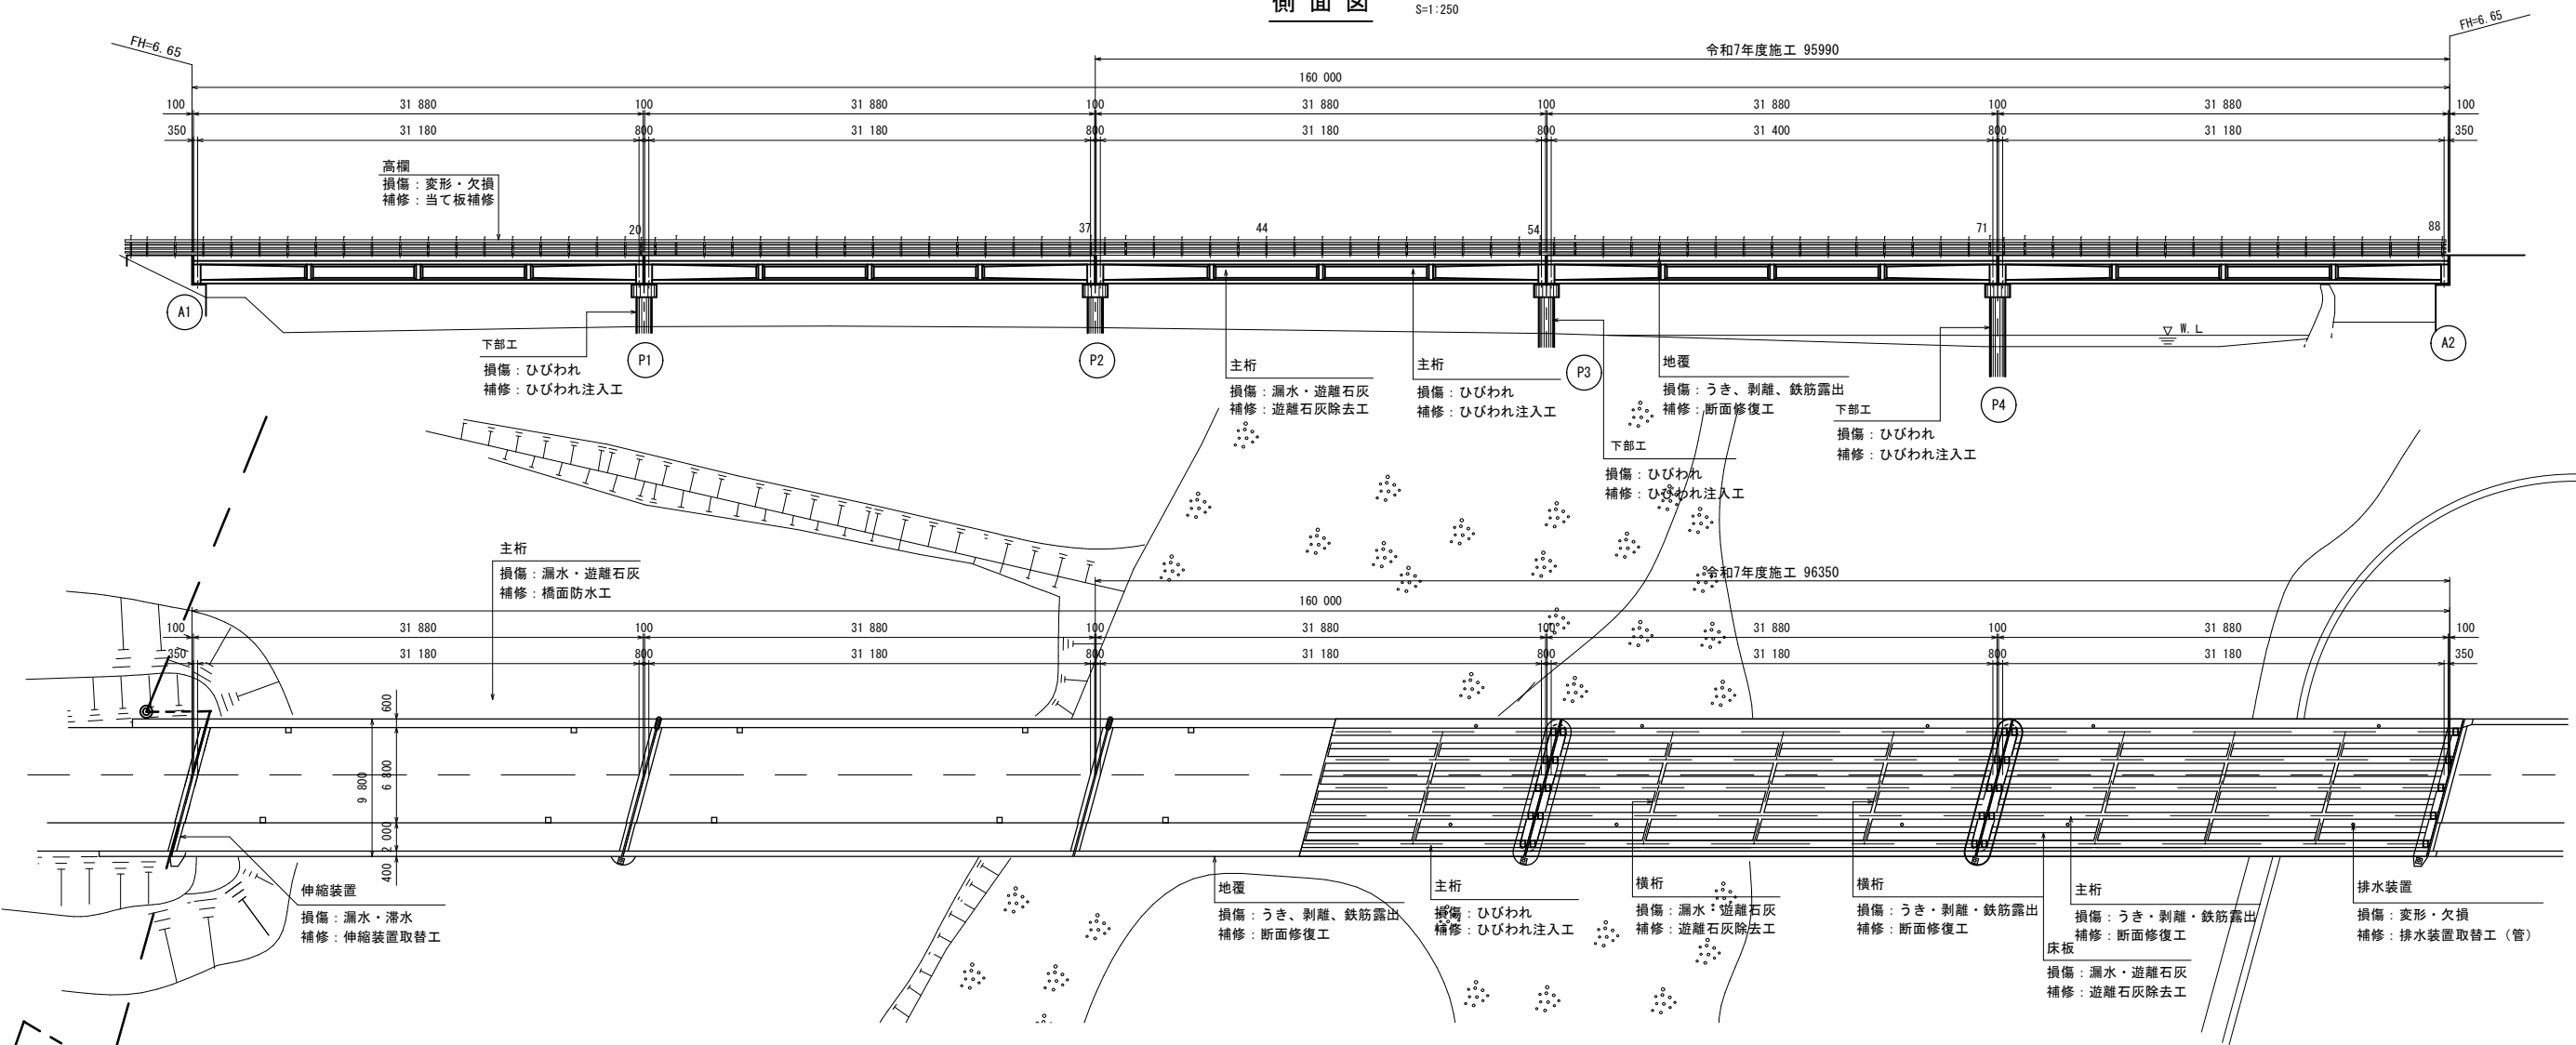 側面図
S=1:250
FH=6.65
FH=6.65
令和7年度施工 95990
160 000
100 31 880 100 31 880 100 31 880 100 31 880 100 31 880 100
350 31 180 800 31 180 800 31 180 800 31 400 800 31 180 350
高欄
損傷：変形・欠損
補修：当て板補修
20 37 44 54 71 88
A1
P1
P2
P3
P4
A2
W.L
下部工
損傷：ひびわれ
補修：ひびわれ注入工
主桁
損傷：漏水・遊離石灰
補修：遊離石灰除去工
主桁
損傷：ひびわれ
補修：ひびわれ注入工
地覆
損傷：うき、剥離、鉄筋露出
補修：断面修復工
下部工
損傷：ひびわれ
補修：ひびわれ注入工
下部工
損傷：ひびわれ
補修：ひびわれ注入工
主桁
損傷：漏水・遊離石灰
補修：橋面防水工
令和7年度施工 96350
160 000
100 31 880 100 31 880 100 31 880 100 31 880 100 31 880 100
350 31 180 800 31 180 800 31 180 800 31 180 800 31 180 350
600
9 800
6 800
2 000
400
伸縮装置
損傷：漏水・滞水
補修：伸縮装置取替工
地覆
損傷：うき、剥離、鉄筋露出
補修：断面修復工
主桁
損傷：ひびわれ
補修：ひびわれ注入工
横桁
損傷：漏水・遊離石灰
補修：遊離石灰除去工
横桁
損傷：うき・剥離・鉄筋露出
補修：断面修復工
主桁
損傷：うき・剥離・鉄筋露出
補修：断面修復工
床板
損傷：漏水・遊離石灰
補修：遊離石灰除去工
排水装置
損傷：変形・欠損
補修：排水装置取替工（管）